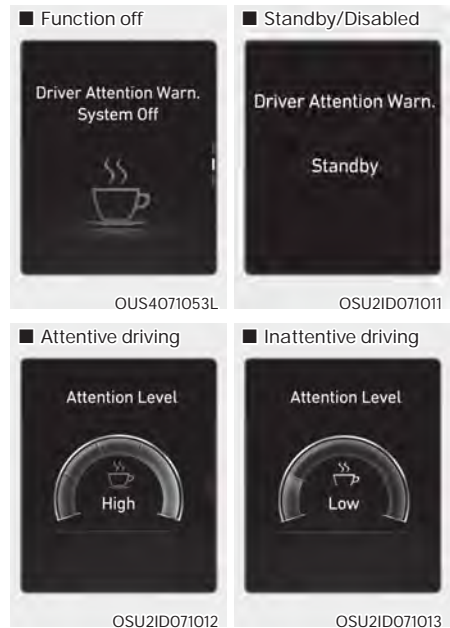 ■ Function off
Driver Attention Warn.
System Off
OUS4071053L
■ Standby/Disabled
Driver Attention Warn.
Standby
OSU2ID071011
■ Attentive driving
Attention Level
High
OSU2ID071012
■ Inattentive driving
Attention Level
Low
OSU2ID071013